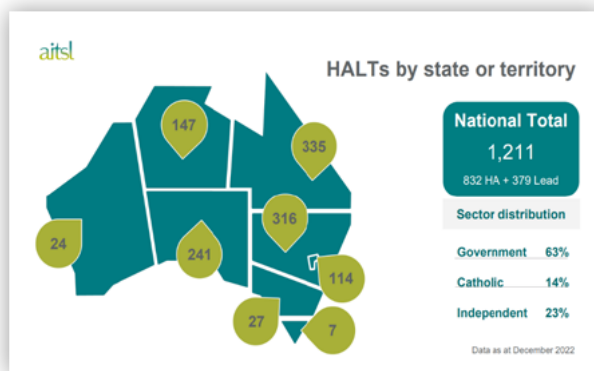 aitsl
HALTs by state or territory
147
335
316
24
241
114
27
7
National Total
1,211
832 HA + 379 Lead
Sector distribution
Government 63%
Catholic 14%
Independent 23%
Data as at December 2022